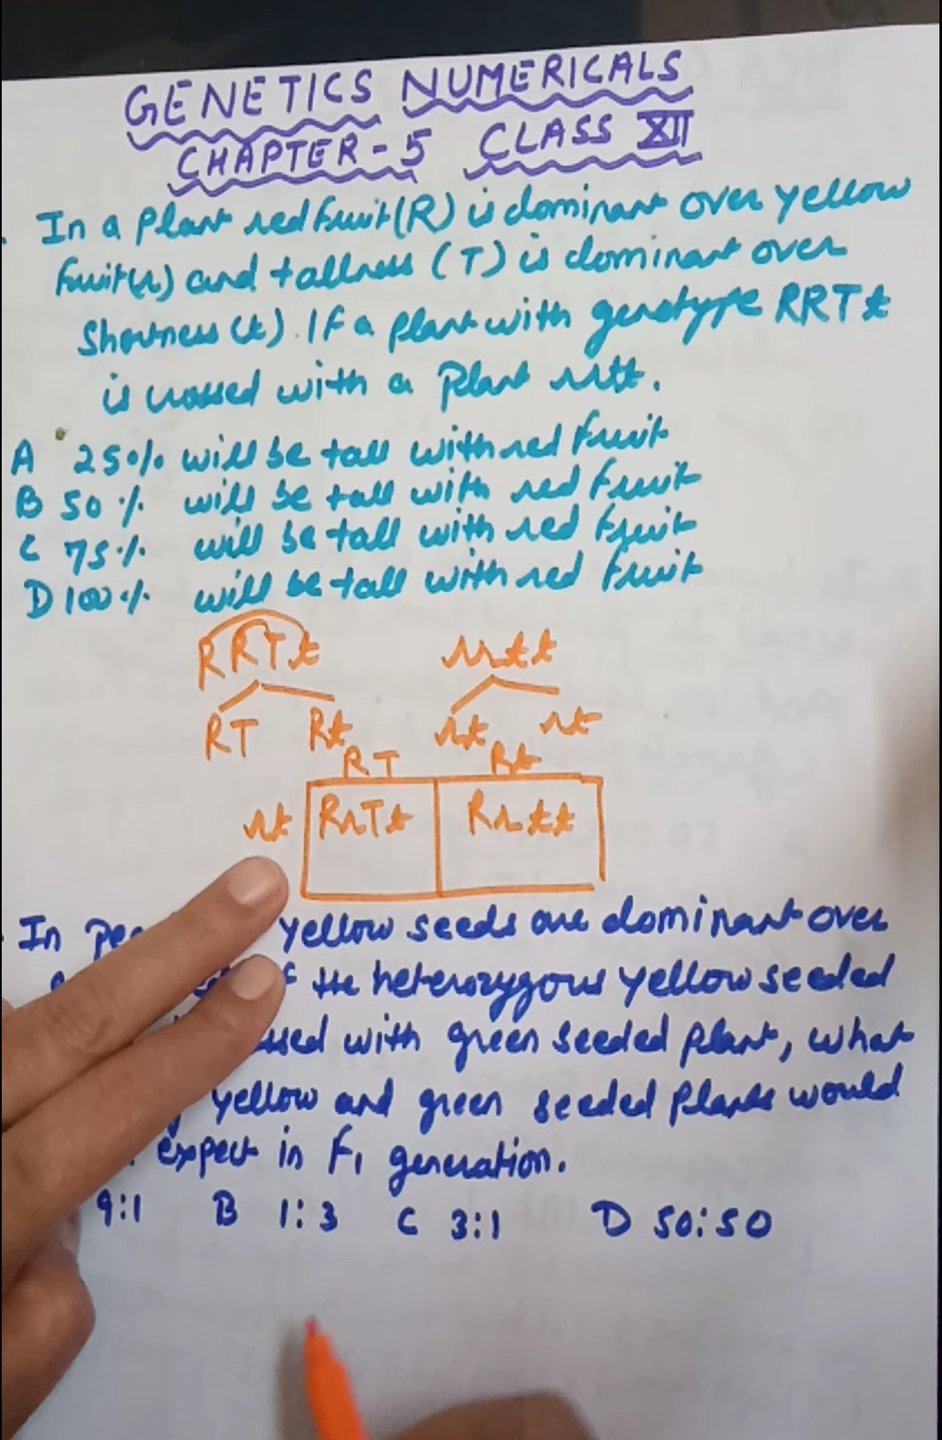 GENETICS NUMERICALS
CHAPTER-5 CLASS XII
In a Plant red fruit (R) is dominant over yellow
fruit (r) and tallness (T) is dominant over
Shortness (t). If a plant with genotype RRTt
is crossed with a Plant rrtt.
A 25% will be tall with red fruit
B 50% will be tall with red fruit
C 75% will be tall with red fruit
D 100% will be tall with red fruit
RRTt rrtt
RT Rt rt rt
RT Rt
rt RrTt Rrtt
In yellow seeds are dominant over
the heterozygous yellow seeded
with green seeded plant, what
yellow and green seeded plants would
expect in F1 generation.
9:1 B 1:3 C 3:1 D 50:50